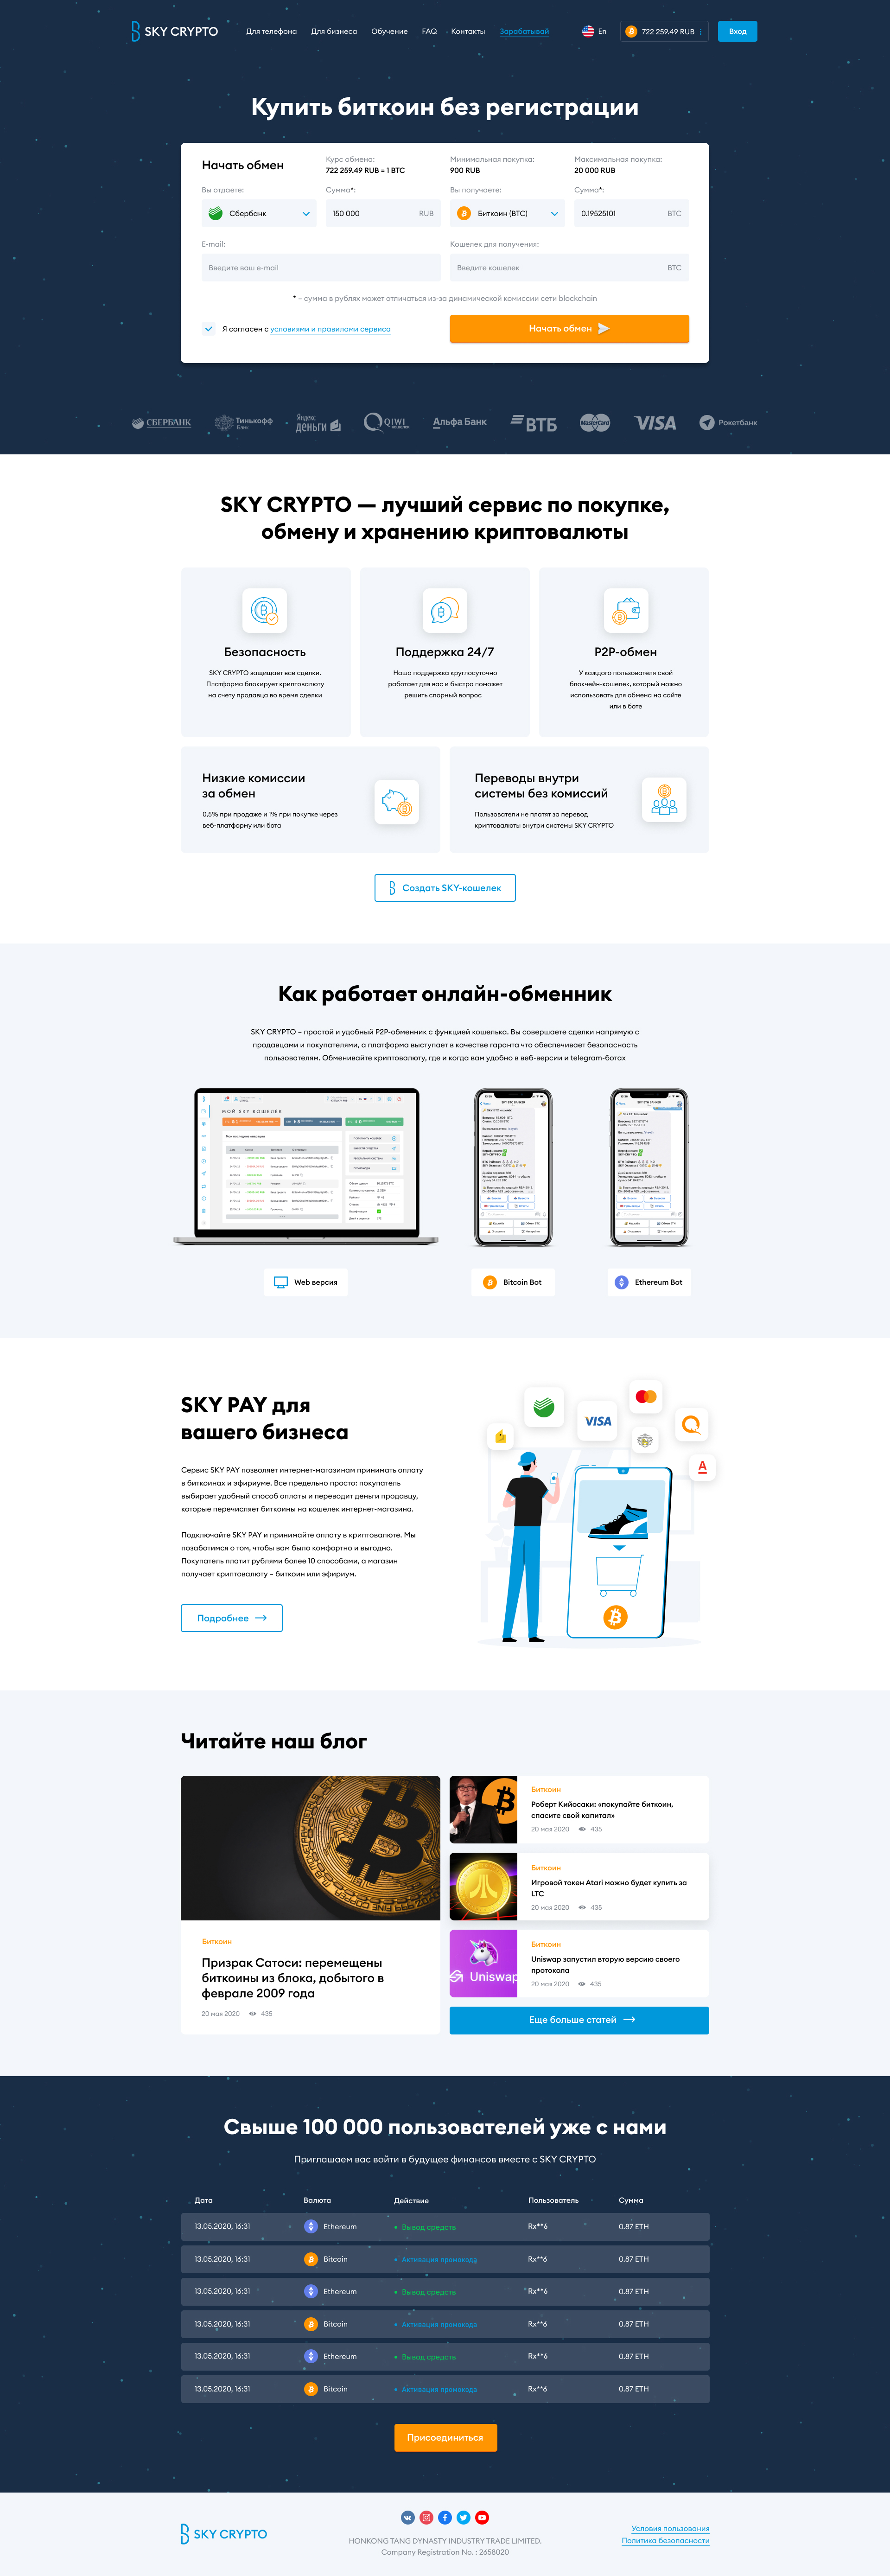 SKY CRYPTO
Для телефона
Для бизнеса
Обучение
FAQ
Контакты
Зарабатывай
En
722 259.49 RUB
Вход
Купить биткоин без регистрации
Начать обмен
Курс обмена:
722 259.49 RUB = 1 BTC
Минимальная покупка:
900 RUB
Максимальная покупка:
20 000 RUB
Вы отдаете:
Сбербанк
Сумма*:
150 000 RUB
Вы получаете:
Биткоин (BTC)
Сумма*:
0.19525101 BTC
E-mail:
Введите ваш e-mail
Кошелек для получения:
Введите кошелек BTC
* – сумма в рублях может отличаться из-за динамической комиссии сети blockchain
Я согласен с условиями и правилами сервиса
Начать обмен
СБЕРБАНК
Тинькофф
Банк
Яндекс
деньги
QIWI
Альфа Банк
ВТБ
MasterCard
VISA
Рокетбанк
SKY CRYPTO — лучший сервис по покупке,
обмену и хранению криптовалюты
Безопасность
SKY CRYPTO защищает все сделки.
Платформа блокирует криптовалюту
на счету продавца во время сделки
Поддержка 24/7
Наша поддержка круглосуточно
работает для вас и быстро поможет
решить спорный вопрос
P2P-обмен
У каждого пользователя свой
блокчейн-кошелек, который можно
использовать для обмена на сайте
или в боте
Низкие комиссии
за обмен
0,5% при продаже и 1% при покупке через
веб-платформу или бота
Переводы внутри
системы без комиссий
Пользователи не платят за перевод
криптовалюты внутри системы SKY CRYPTO
Создать SKY-кошелек
Как работает онлайн-обменник
SKY CRYPTO – простой и удобный P2P-обменник с функцией кошелька. Вы совершаете сделки напрямую с
продавцами и покупателями, а платформа выступает в качестве гаранта что обеспечивает безопасность
пользователям. Обменивайте криптовалюту, где и когда вам удобно в веб-версии и telegram-ботах
МОЙ SKY КОШЕЛЁК
Web версия
Bitcoin Bot
Ethereum Bot
SKY PAY для
вашего бизнеса
Сервис SKY PAY позволяет интернет-магазинам принимать оплату
в биткоинах и эфириуме. Все предельно просто: покупатель
выбирает удобный способ оплаты и переводит деньги продавцу,
которые перечисляет биткоины на кошелек интернет-магазина.
Подключайте SKY PAY и принимайте оплату в криптовалюте. Мы
позаботимся о том, чтобы вам было комфортно и выгодно.
Покупатель платит рублями более 10 способами, а магазин
получает криптовалюту – биткоин или эфириум.
Подробнее
VISA
Читайте наш блог
Биткоин
Призрак Сатоси: перемещены
биткоины из блока, добытого в
феврале 2009 года
20 мая 2020 435
Биткоин
Роберт Кийосаки: «покупайте биткоин,
спасите свой капитал»
20 мая 2020 435
Биткоин
Игровой токен Atari можно будет купить за
LTC
20 мая 2020 435
Uniswap
Биткоин
Uniswap запустил вторую версию своего
протокола
20 мая 2020 435
Еще больше статей
Свыше 100 000 пользователей уже с нами
Приглашаем вас войти в будущее финансов вместе с SKY CRYPTO
Дата Валюта Действие Пользователь Сумма
13.05.2020, 16:31 Ethereum Вывод средств Rx**6 0.87 ETH
13.05.2020, 16:31 Bitcoin Активация промокода Rx**6 0.87 ETH
13.05.2020, 16:31 Ethereum Вывод средств Rx**6 0.87 ETH
13.05.2020, 16:31 Bitcoin Активация промокода Rx**6 0.87 ETH
13.05.2020, 16:31 Ethereum Вывод средств Rx**6 0.87 ETH
13.05.2020, 16:31 Bitcoin Активация промокода Rx**6 0.87 ETH
Присоединиться
SKY CRYPTO
HONKONG TANG DYNASTY INDUSTRY TRADE LIMITED.
Company Registration No. : 2658020
Условия пользования
Политика безопасности